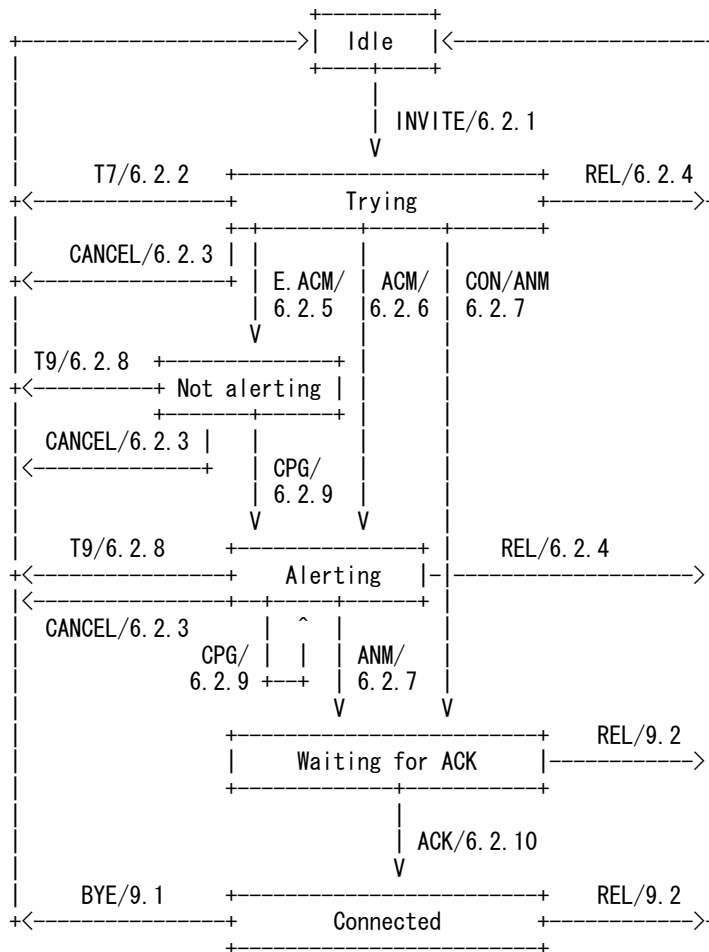 Idle
INVITE/6.2.1
T7/6.2.2 REL/6.2.4
Trying
CANCEL/6.2.3
E.ACM/ ACM/ CON/ANM
6.2.5 6.2.6 6.2.7
T9/6.2.8
Not alerting
CANCEL/6.2.3
CPG/
6.2.9
T9/6.2.8 REL/6.2.4
Alerting
CANCEL/6.2.3
CPG/ ANM/
6.2.9 6.2.7
REL/9.2
Waiting for ACK
ACK/6.2.10
BYE/9.1 REL/9.2
Connected